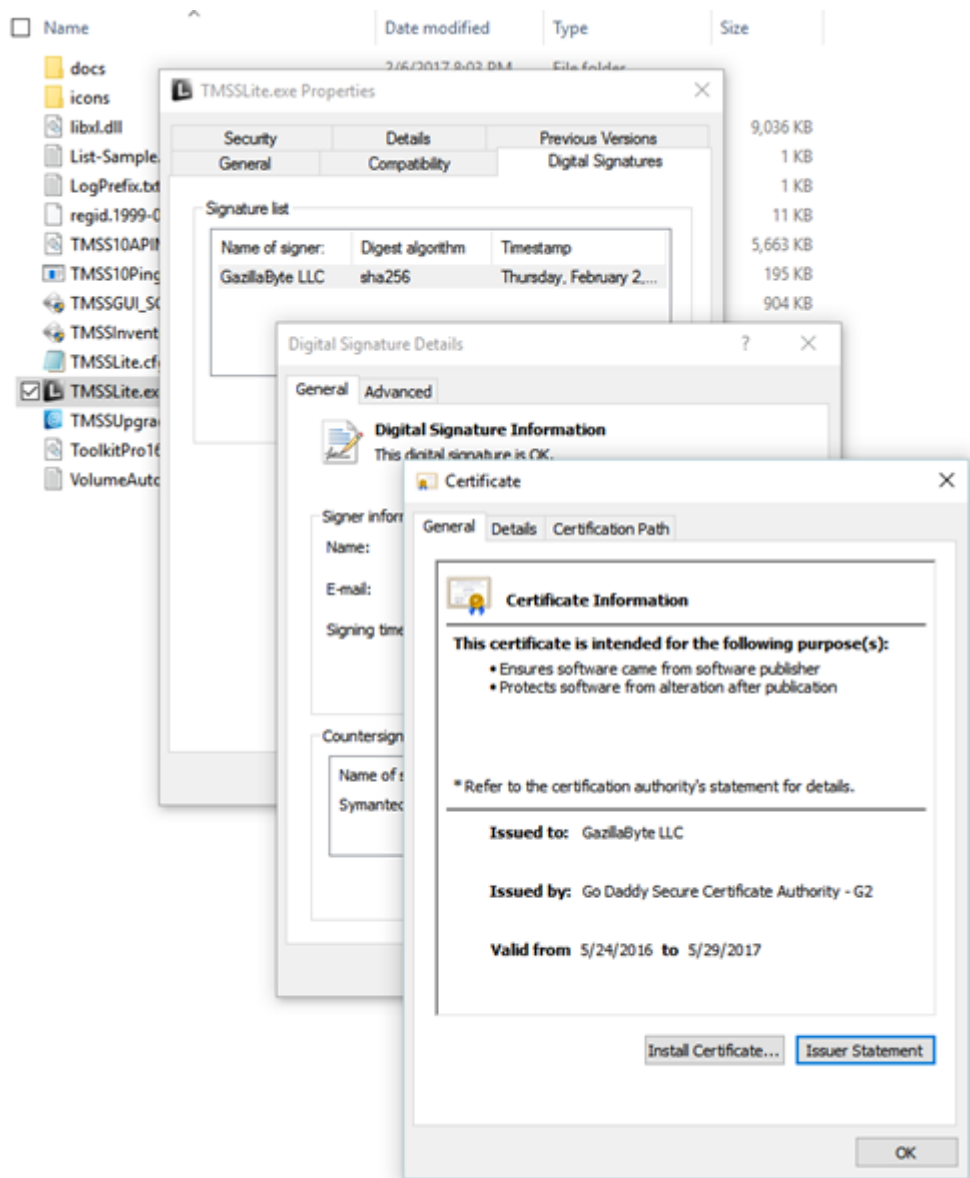 Name Date modified Type Size
docs 2/6/2017 8:03 PM File folder
icons
libxl.dll 9,036 KB
List-Sample. 1 KB
LogPrefix.txt 1 KB
regid.1999-0 11 KB
TMSS10API 5,663 KB
TMSS10Ping 195 KB
TMSSGUI_SC 904 KB
TMSSInvent
TMSSLite.cf
TMSSLite.ex
TMSSUpgra
ToolkitPro16
VolumeAuto
TMSSLite.exe Properties
Security Details Previous Versions
General Compatibility Digital Signatures
Signature list
Name of signer: Digest algorithm Timestamp
GazillaByte LLC sha256 Thursday, February 2,...
Digital Signature Details
General Advanced
Digital Signature Information
This digital signature is OK.
Signer inform
Name:
E-mail:
Signing time
Countersign
Name of s
Symantec
Certificate
General Details Certification Path
Certificate Information
This certificate is intended for the following purpose(s):
• Ensures software came from software publisher
• Protects software from alteration after publication
* Refer to the certification authority's statement for details.
Issued to: GazillaByte LLC
Issued by: Go Daddy Secure Certificate Authority - G2
Valid from 5/24/2016 to 5/29/2017
Install Certificate... Issuer Statement
OK